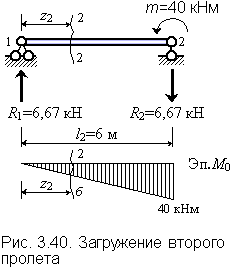 m=40 кНм
z₂
2
1
2
2
R₁=6,67 кН
R₂=6,67 кН
l₂=6 м
2
Эп.M₀
z₂
б
40 кНм
Рис. 3.40. Загружение второго
пролета